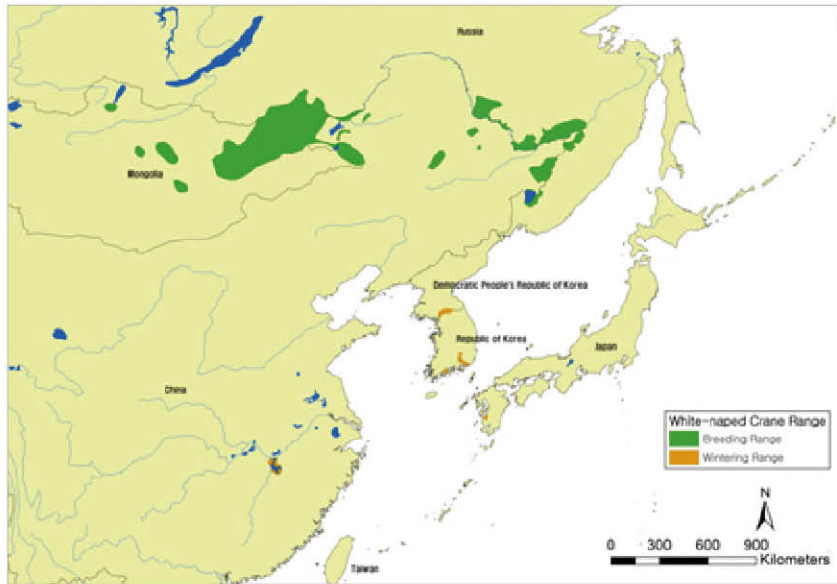 Russia
Mongolia
Democratic People's Republic of Korea
Republic of Korea
Japan
China
Taiwan
White-naped Crane Range
Breeding Range
Wintering Range
N
0 300 600 900
Kilometers